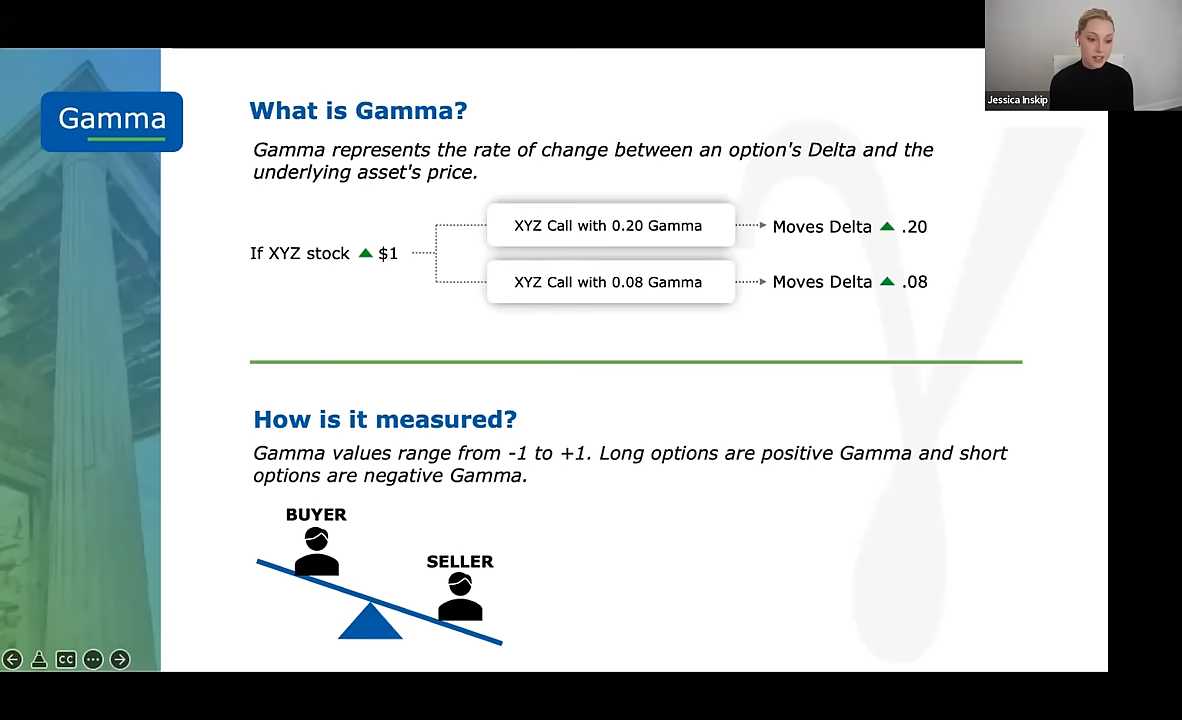 Jessica Inskip
Gamma
What is Gamma?
Gamma represents the rate of change between an option's Delta and the
underlying asset's price.
If XYZ stock ▲ $1
XYZ Call with 0.20 Gamma
Moves Delta ▲ .20
XYZ Call with 0.08 Gamma
Moves Delta ▲ .08
How is it measured?
Gamma values range from -1 to +1. Long options are positive Gamma and short
options are negative Gamma.
BUYER
SELLER
CC
γ